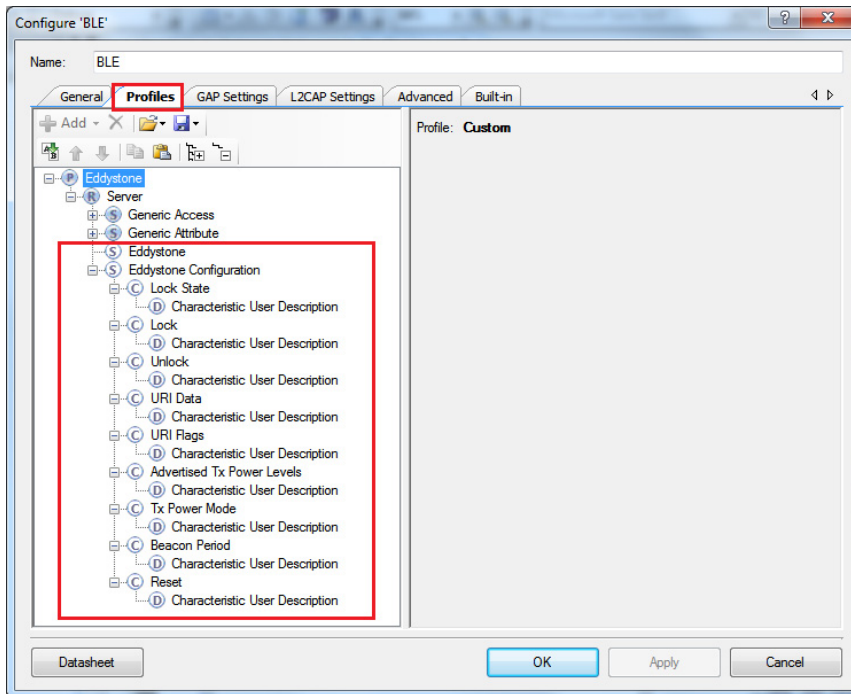 Configure 'BLE'
Name: BLE
General Profiles GAP Settings L2CAP Settings Advanced Built-in
Add
Profile: Custom
P Eddystone
R Server
S Generic Access
S Generic Attribute
S Eddystone
S Eddystone Configuration
C Lock State
D Characteristic User Description
C Lock
D Characteristic User Description
C Unlock
D Characteristic User Description
C URI Data
D Characteristic User Description
C URI Flags
D Characteristic User Description
C Advertised Tx Power Levels
D Characteristic User Description
C Tx Power Mode
D Characteristic User Description
C Beacon Period
D Characteristic User Description
C Reset
D Characteristic User Description
Datasheet OK Apply Cancel